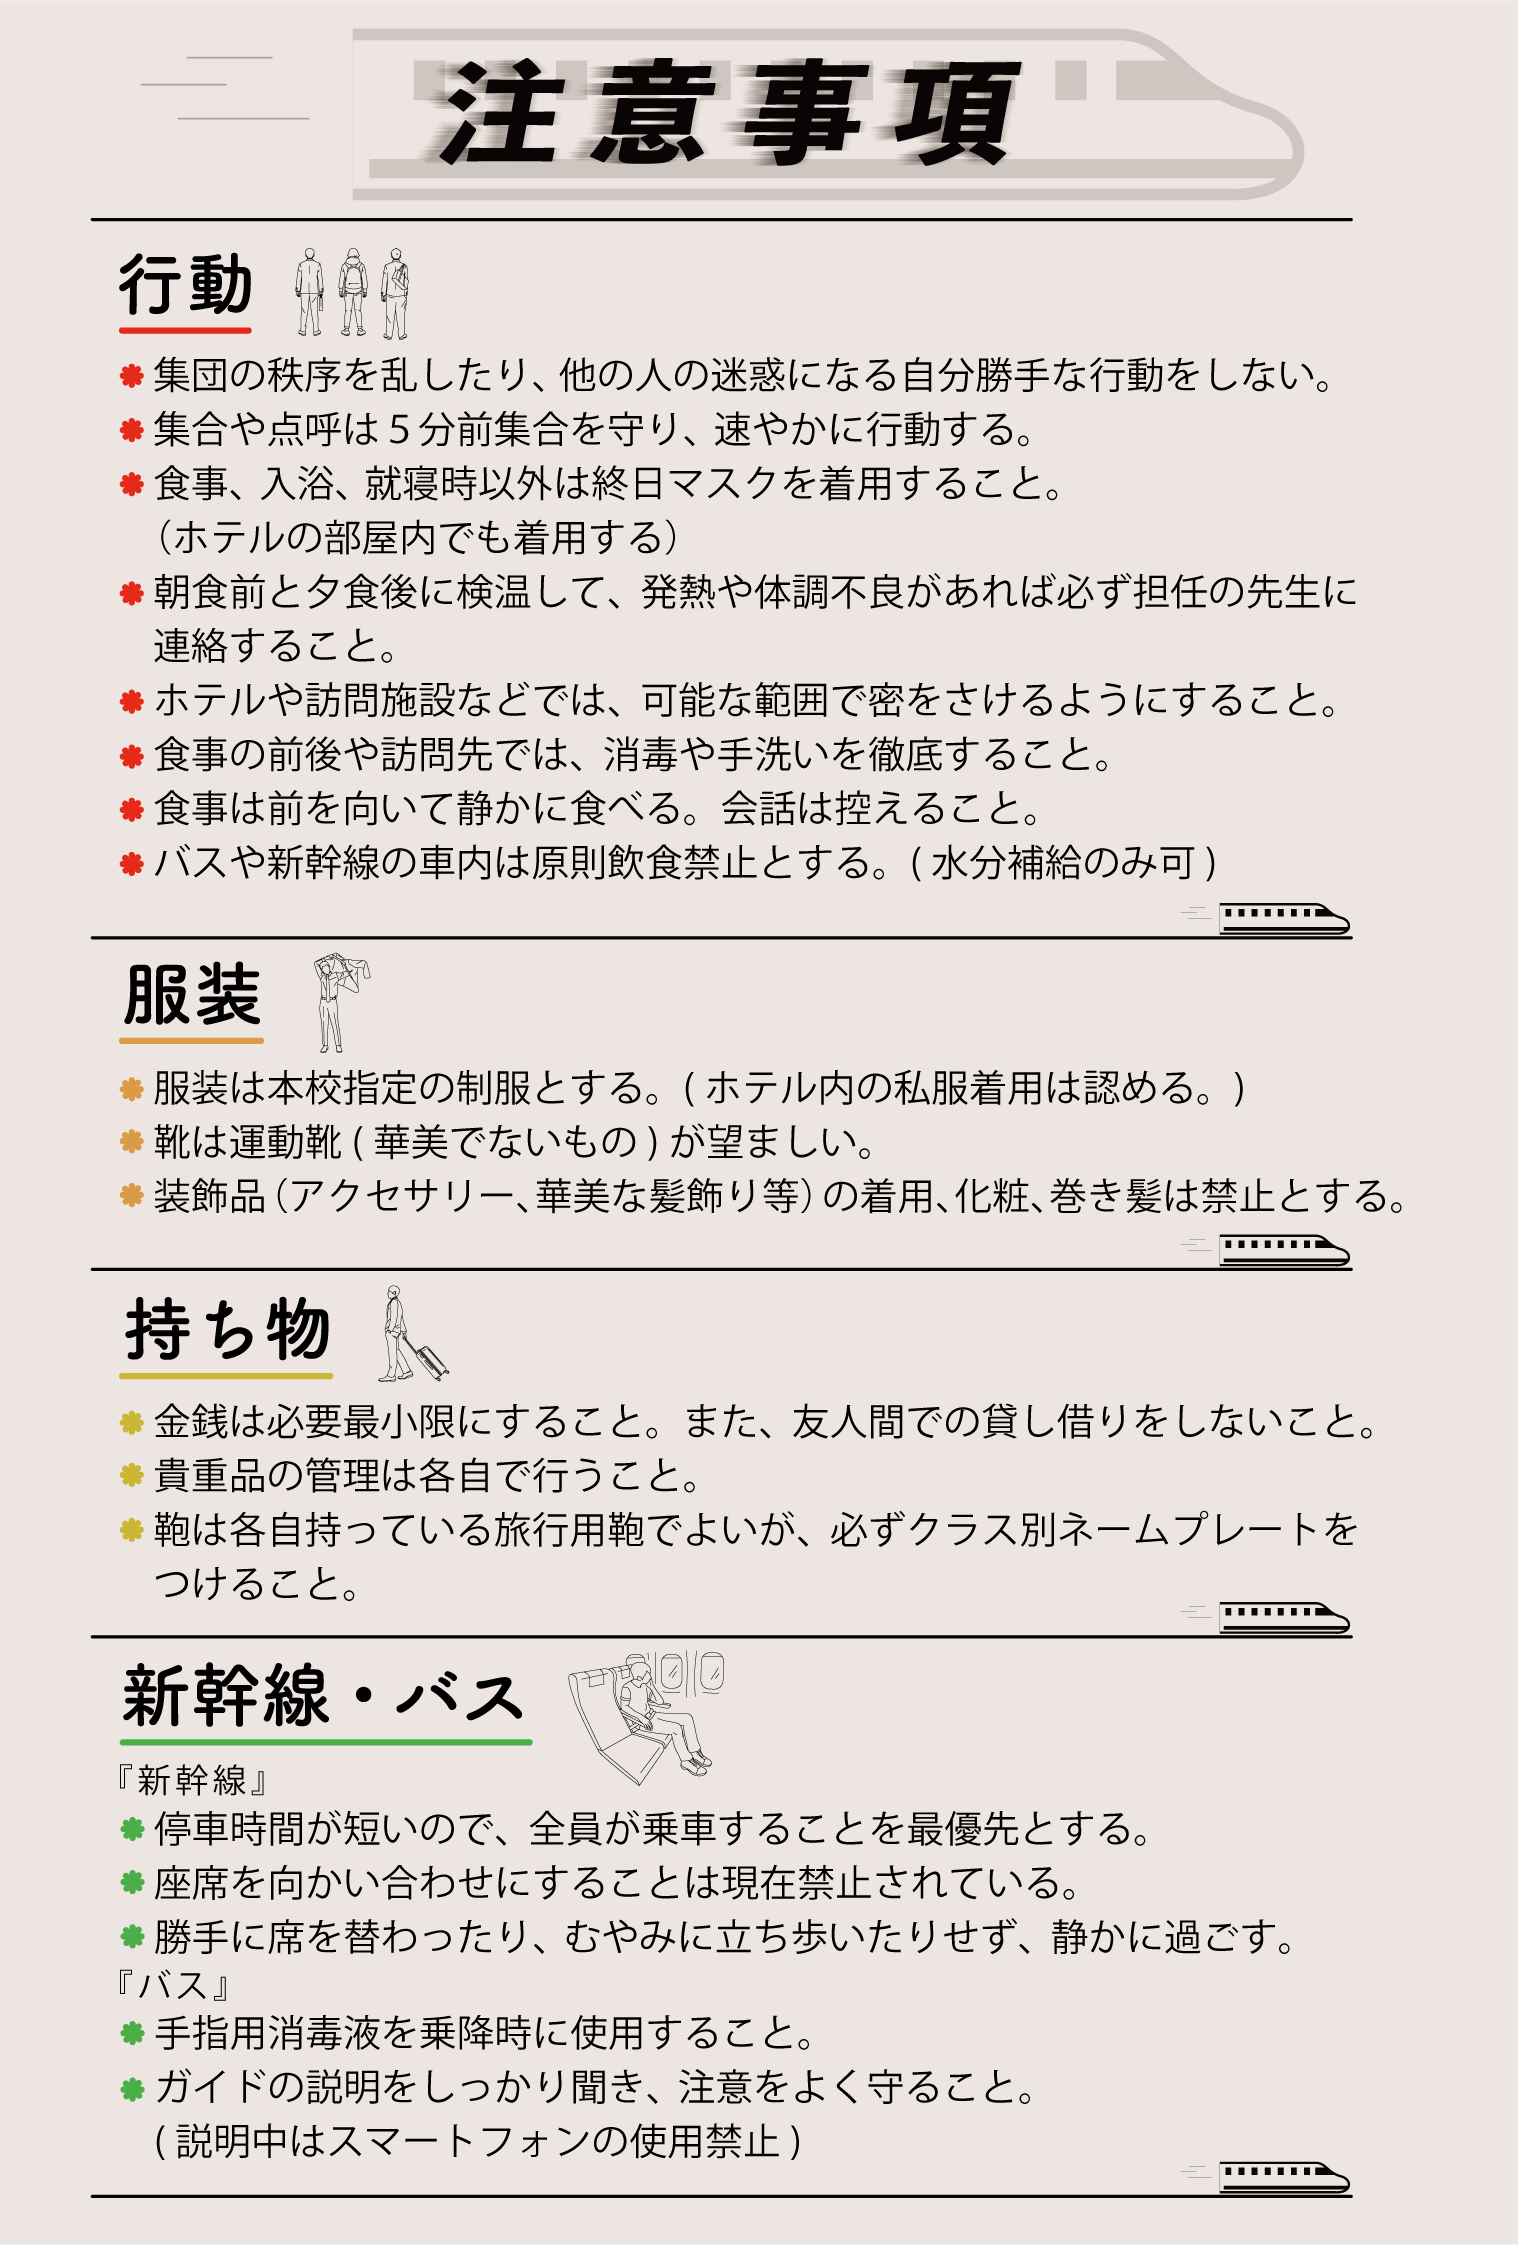 注意事項
行動
集団の秩序を乱したり、他の人の迷惑になる自分勝手な行動をしない。
集合や点呼は５分前集合を守り、速やかに行動する。
食事、入浴、就寝時以外は終日マスクを着用すること。
（ホテルの部屋内でも着用する）
朝食前と夕食後に検温して、発熱や体調不良があれば必ず担任の先生に
連絡すること。
ホテルや訪問施設などでは、可能な範囲で密をさけるようにすること。
食事の前後や訪問先では、消毒や手洗いを徹底すること。
食事は前を向いて静かに食べる。会話は控えること。
バスや新幹線の車内は原則飲食禁止とする。( 水分補給のみ可 )
服装
服装は本校指定の制服とする。( ホテル内の私服着用は認める。)
靴は運動靴 ( 華美でないもの ) が望ましい。
装飾品（アクセサリー、華美な髪飾り等）の着用、化粧、巻き髪は禁止とする。
持ち物
金銭は必要最小限にすること。また、友人間での貸し借りをしないこと。
貴重品の管理は各自で行うこと。
鞄は各自持っている旅行用鞄でよいが、必ずクラス別ネームプレートを
つけること。
新幹線・バス
『新幹線』
停車時間が短いので、全員が乗車することを最優先とする。
座席を向かい合わせにすることは現在禁止されている。
勝手に席を替わったり、むやみに立ち歩いたりせず、静かに過ごす。
『バス』
手指用消毒液を乗降時に使用すること。
ガイドの説明をしっかり聞き、注意をよく守ること。
( 説明中はスマートフォンの使用禁止 )